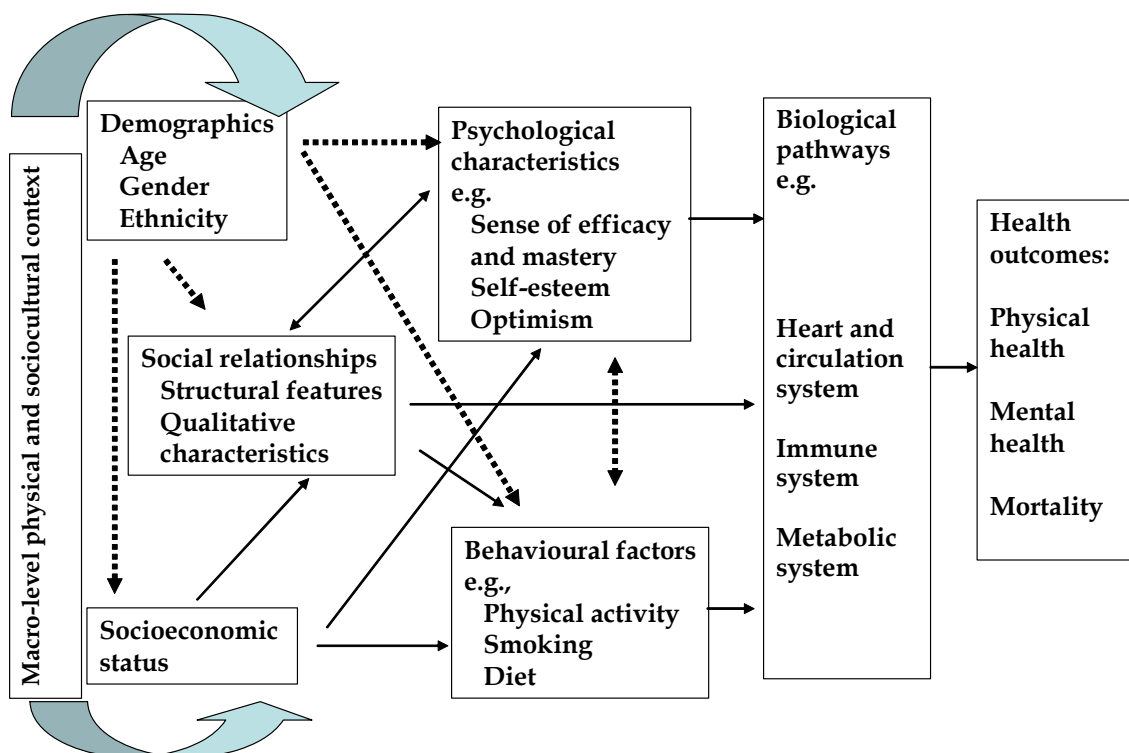 Macro-level physical and sociocultural context
Demographics
Age
Gender
Ethnicity
Social relationships
Structural features
Qualitative
characteristics
Socioeconomic
status
Psychological
characteristics
e.g.
Sense of efficacy
and mastery
Self-esteem
Optimism
Behavioural factors
e.g.,
Physical activity
Smoking
Diet
Biological
pathways
e.g.
Heart and
circulation
system
Immune
system
Metabolic
system
Health
outcomes:
Physical
health
Mental
health
Mortality